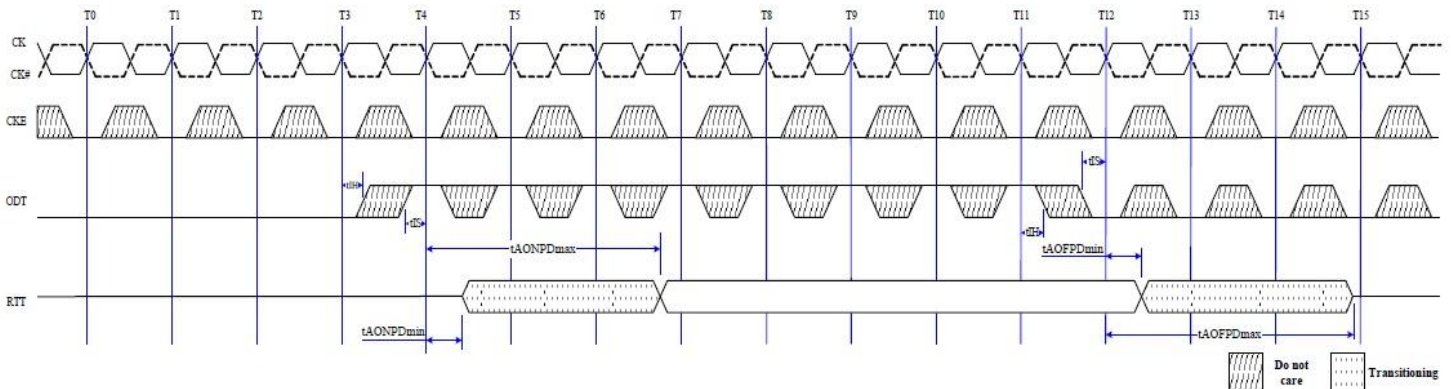 T0 T1 T2 T3 T4 T5 T6 T7 T8 T9 T10 T11 T12 T13 T14 T15
CK
CK#
CKE
tIS
tIH
ODT
tIS
tIH
tAONPDmax
tAOFPDmin
RTT
tAONPDmin
tAOFPDmax
Do not
care
Transitioning